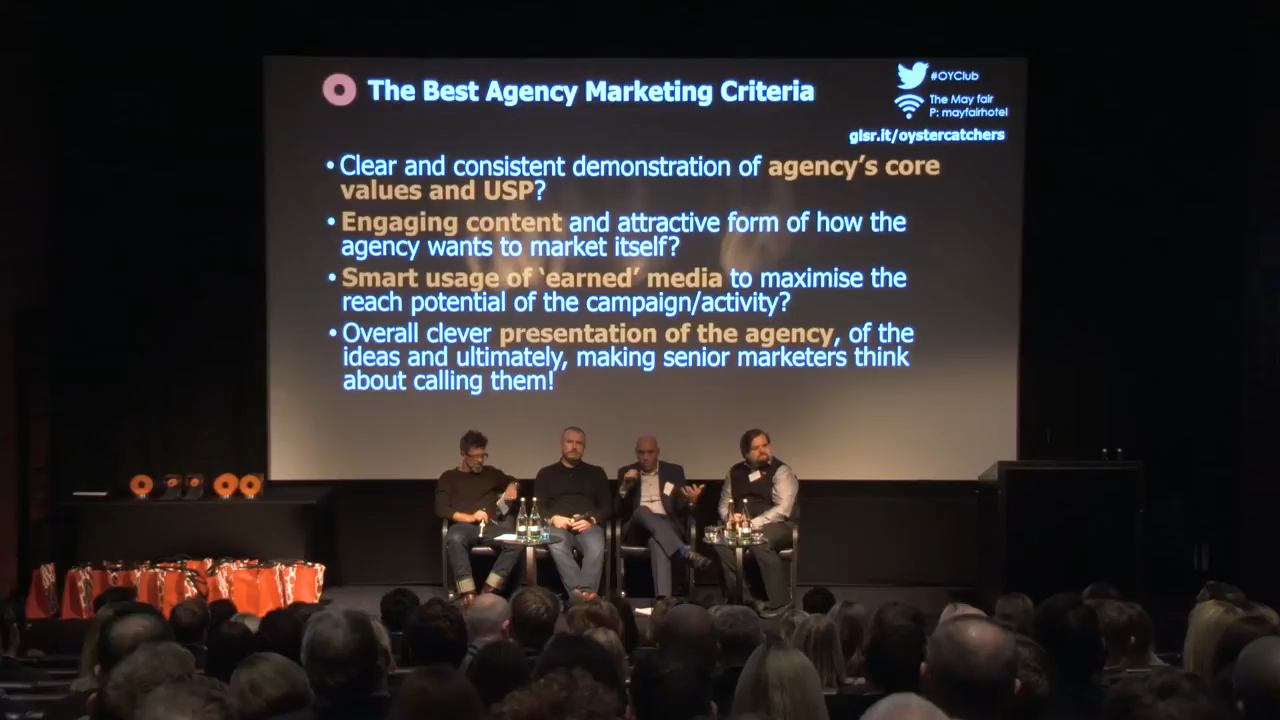 The Best Agency Marketing Criteria
#OYClub
The May fair
P: mayfairhotel
glsr.it/oystercatchers
• Clear and consistent demonstration of agency's core
values and USP?
• Engaging content and attractive form of how the
agency wants to market itself?
• Smart usage of 'earned' media to maximise the
reach potential of the campaign/activity?
• Overall clever presentation of the agency, of the
ideas and ultimately, making senior marketers think
about calling them!